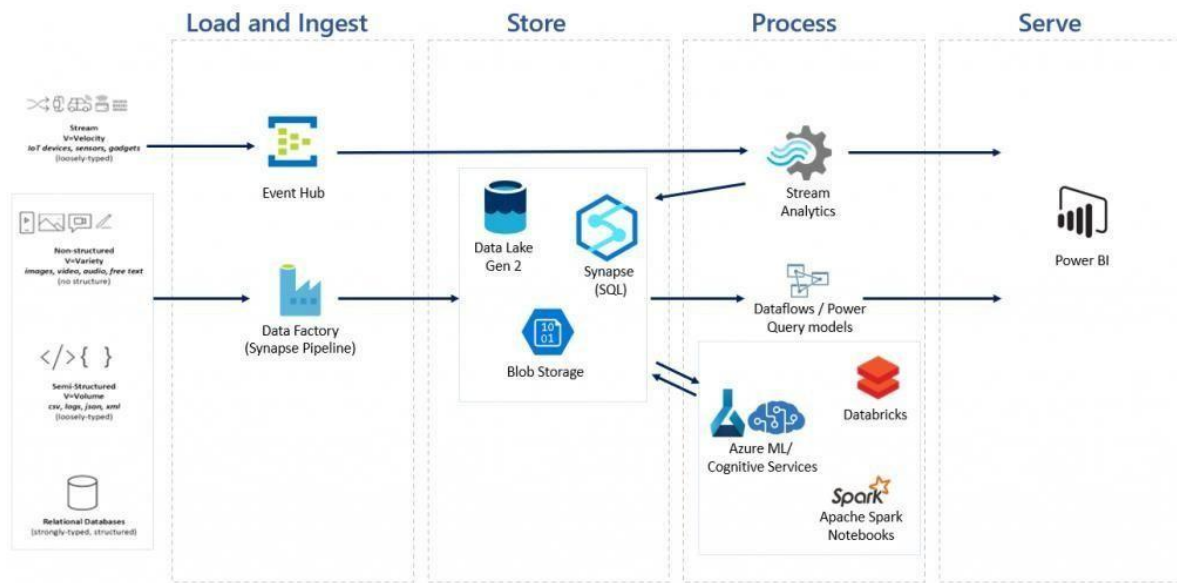 Load and Ingest
Store
Process
Serve
Stream
V=Velocity
IoT devices, sensors, gadgets
(loosely-typed)
Event Hub
Stream
Analytics
Non-structured
V=Variety
images, video, audio, free text
(no structure)
Data Lake
Gen 2
Synapse
(SQL)
Power BI
Data Factory
(Synapse Pipeline)
Dataflows / Power
Query models
10
01
Blob Storage
</>{ }
Semi-Structured
V=Volume
csv, logs, json, xml
(loosely-typed)
Databricks
Azure ML/
Cognitive Services
Relational Databases
(strongly-typed, structured)
Spark
Apache Spark
Notebooks